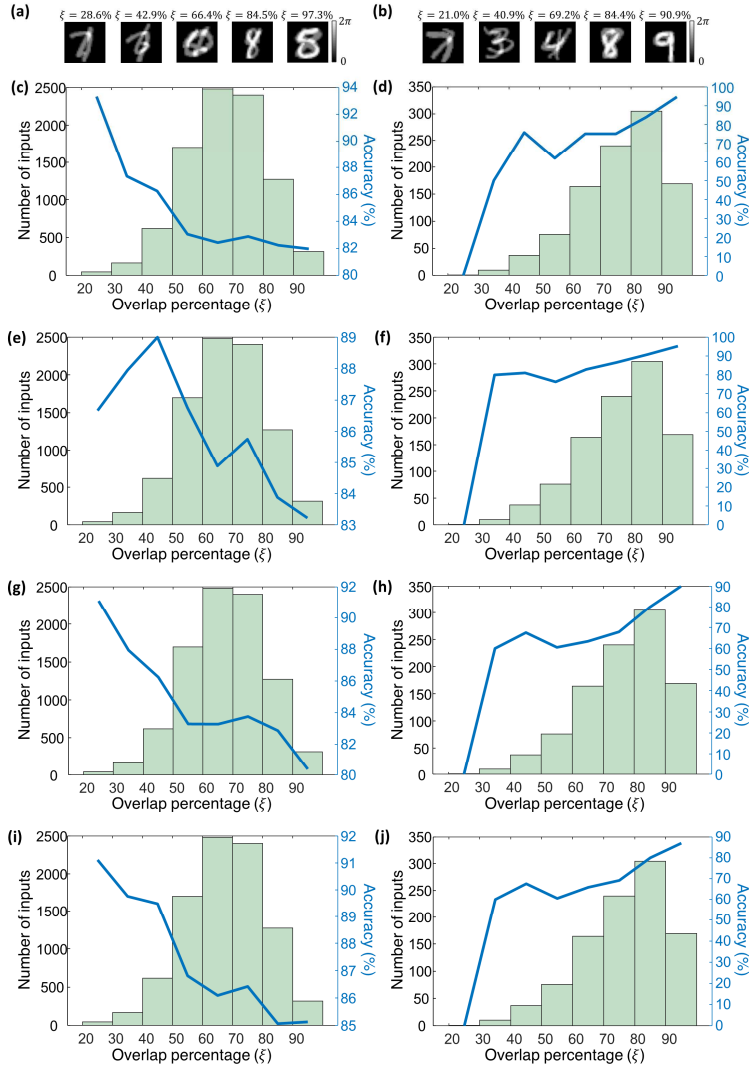 (a)
ξ = 28.6% ξ = 42.9% ξ = 66.4% ξ = 84.5% ξ = 97.3%
2π
0
(b)
ξ = 21.0% ξ = 40.9% ξ = 69.2% ξ = 84.4% ξ = 90.9%
2π
0
(c)
Number of inputs
2500
2000
1500
1000
500
0
20 30 40 50 60 70 80 90
Overlap percentage (ξ)
94
92
90
88
86
84
82
80
Accuracy (%)
(d)
Number of inputs
350
300
250
200
150
100
50
0
20 30 40 50 60 70 80 90
Overlap percentage (ξ)
100
90
80
70
60
50
40
30
20
10
0
Accuracy (%)
(e)
Number of inputs
2500
2000
1500
1000
500
0
20 30 40 50 60 70 80 90
Overlap percentage (ξ)
89
88
87
86
85
84
83
Accuracy (%)
(f)
Number of inputs
350
300
250
200
150
100
50
0
20 30 40 50 60 70 80 90
Overlap percentage (ξ)
100
90
80
70
60
50
40
30
20
10
0
Accuracy (%)
(g)
Number of inputs
2500
2000
1500
1000
500
0
20 30 40 50 60 70 80 90
Overlap percentage (ξ)
92
90
88
86
84
82
80
Accuracy (%)
(h)
Number of inputs
350
300
250
200
150
100
50
0
20 30 40 50 60 70 80 90
Overlap percentage (ξ)
90
80
70
60
50
40
30
20
10
0
Accuracy (%)
(i)
Number of inputs
2500
2000
1500
1000
500
0
20 30 40 50 60 70 80 90
Overlap percentage (ξ)
92
91
90
89
88
87
86
85
Accuracy (%)
(j)
Number of inputs
350
300
250
200
150
100
50
0
20 30 40 50 60 70 80 90
Overlap percentage (ξ)
90
80
70
60
50
40
30
20
10
0
Accuracy (%)